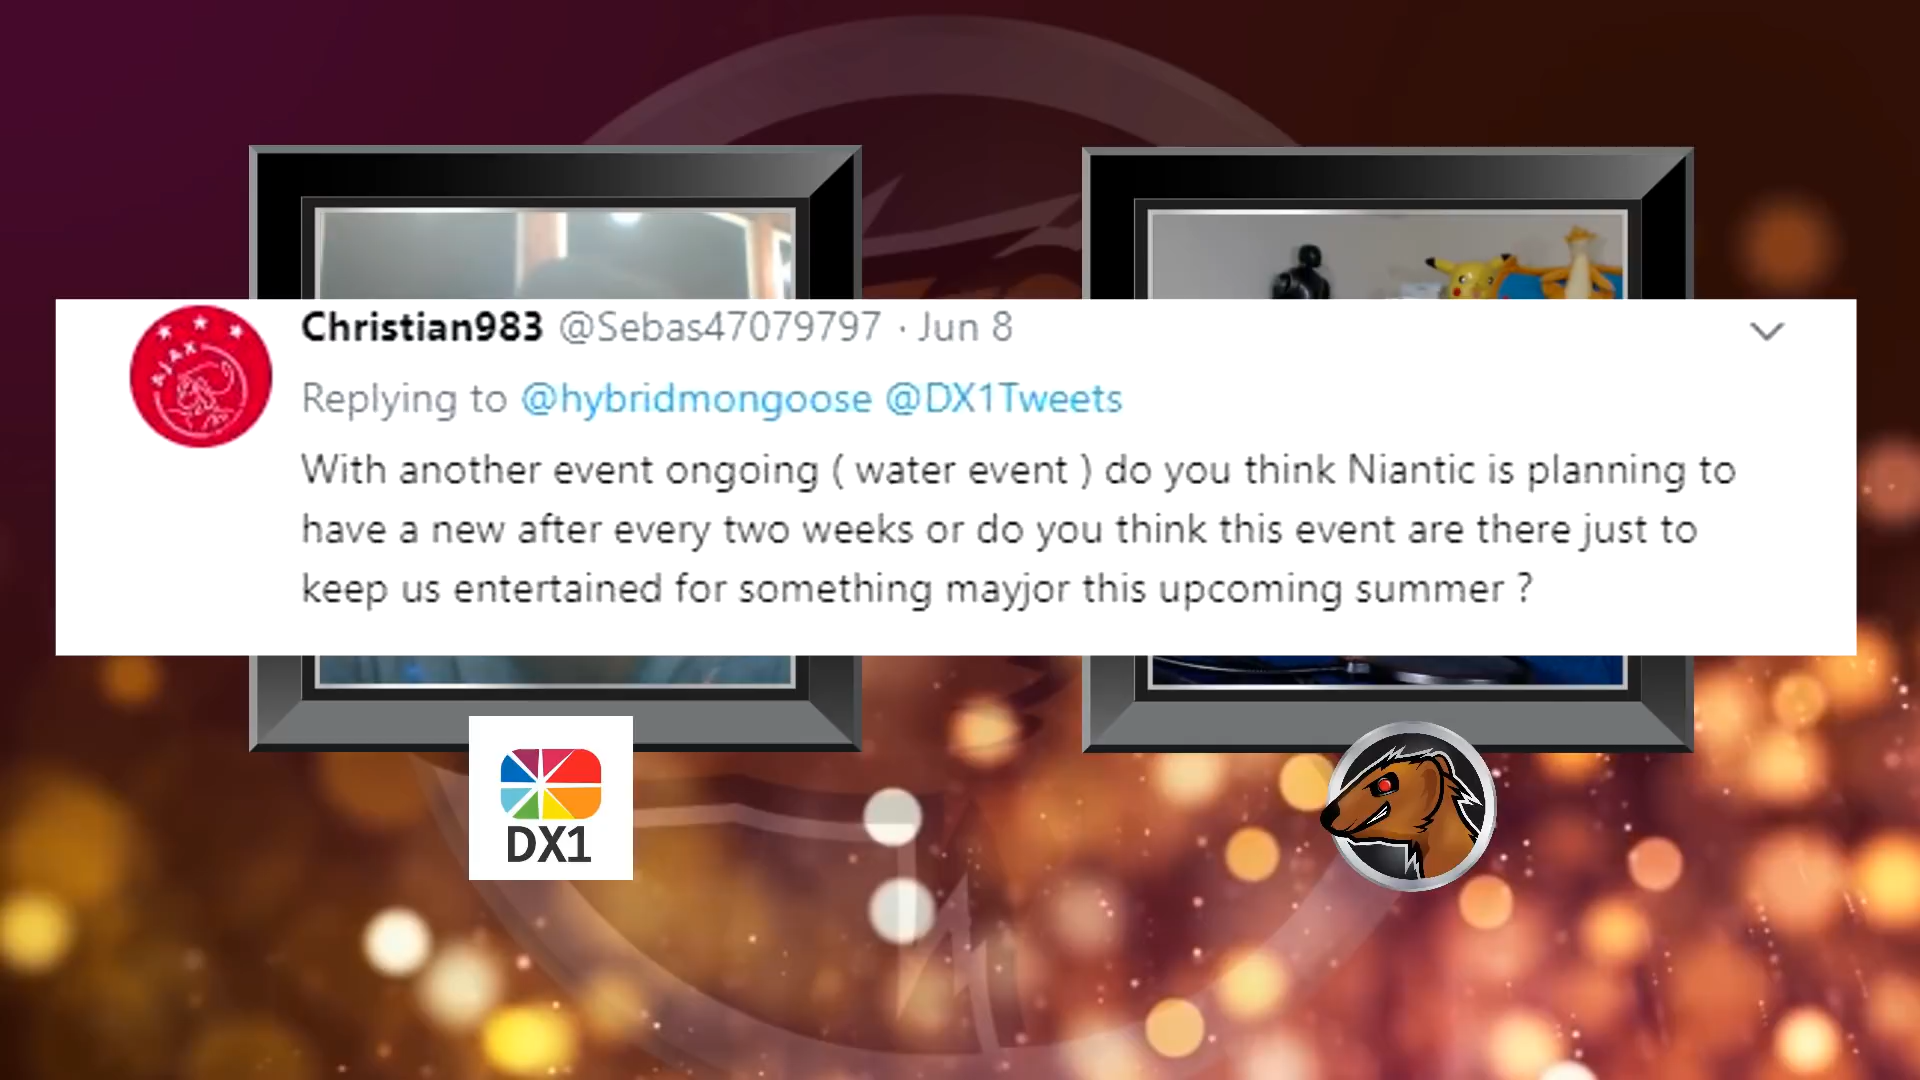 Christian983 @Sebas47079797 · Jun 8
Replying to @hybridmongoose @DX1Tweets
With another event ongoing ( water event ) do you think Niantic is planning to
have a new after every two weeks or do you think this event are there just to
keep us entertained for something mayjor this upcoming summer ?
AJAX
DX1